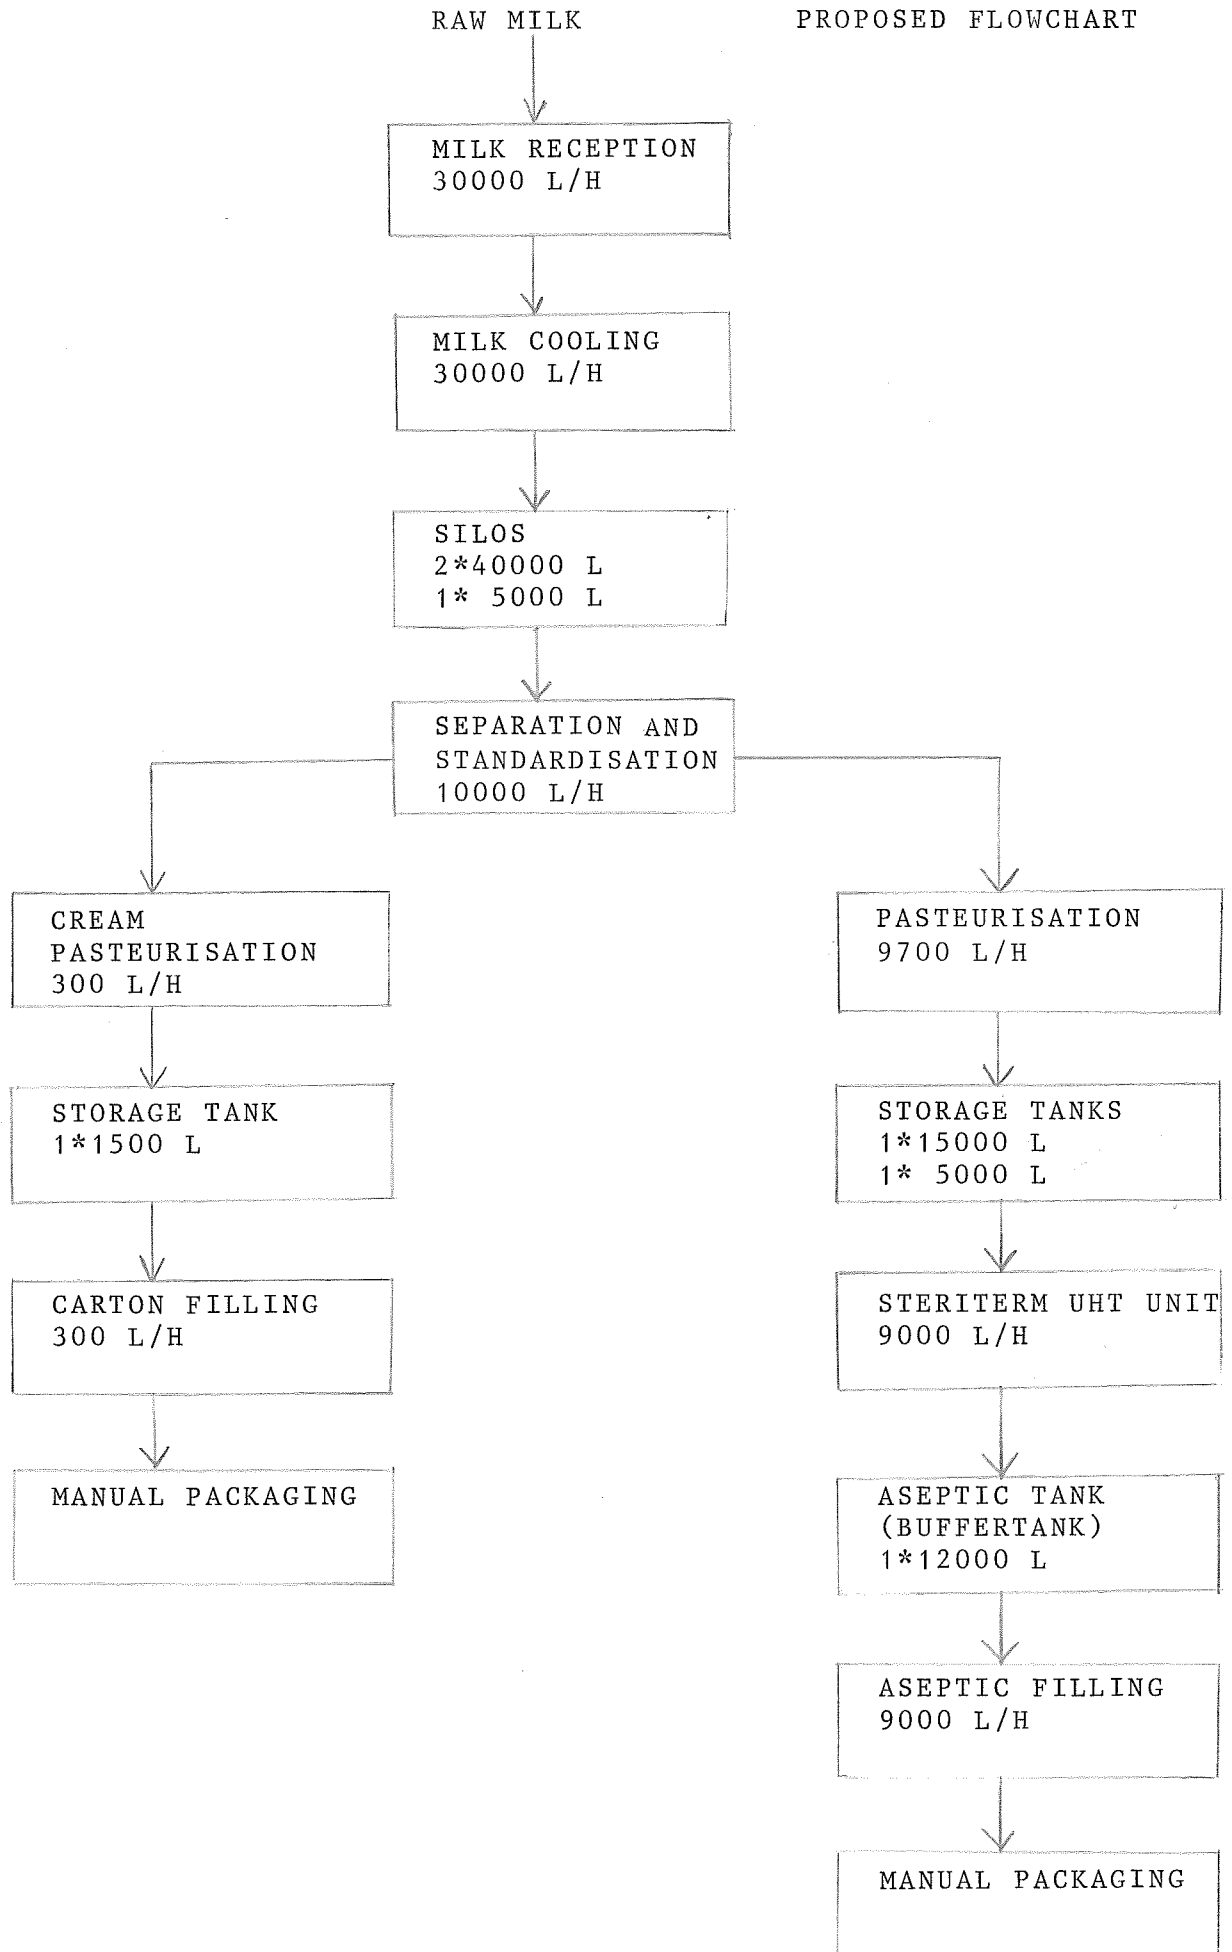 RAW MILK
PROPOSED FLOWCHART
MILK RECEPTION
30000 L/H
MILK COOLING
30000 L/H
SILOS
2*40000 L
1* 5000 L
SEPARATION AND
STANDARDISATION
10000 L/H
CREAM
PASTEURISATION
300 L/H
STORAGE TANK
1*1500 L
CARTON FILLING
300 L/H
MANUAL PACKAGING
PASTEURISATION
9700 L/H
STORAGE TANKS
1*15000 L
1* 5000 L
STERITERM UHT UNIT
9000 L/H
ASEPTIC TANK
(BUFFERTANK)
1*12000 L
ASEPTIC FILLING
9000 L/H
MANUAL PACKAGING